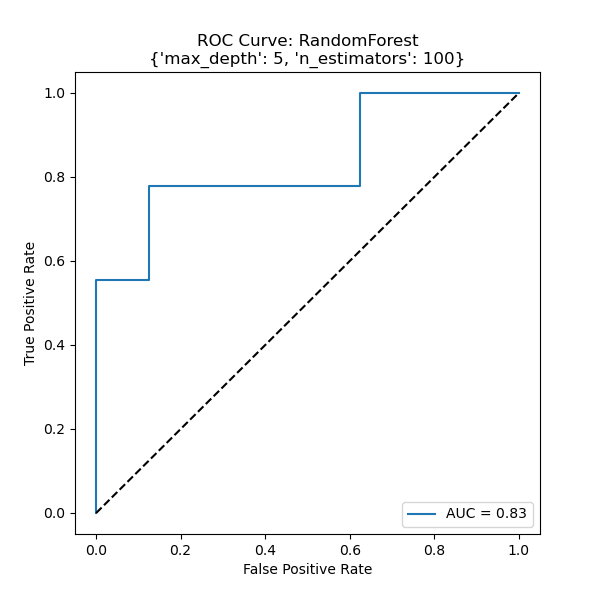 ROC Curve: RandomForest
{'max_depth': 5, 'n_estimators': 100}
1.0
0.8
0.6
0.4
0.2
0.0
True Positive Rate
AUC = 0.83
0.0 0.2 0.4 0.6 0.8 1.0
False Positive Rate